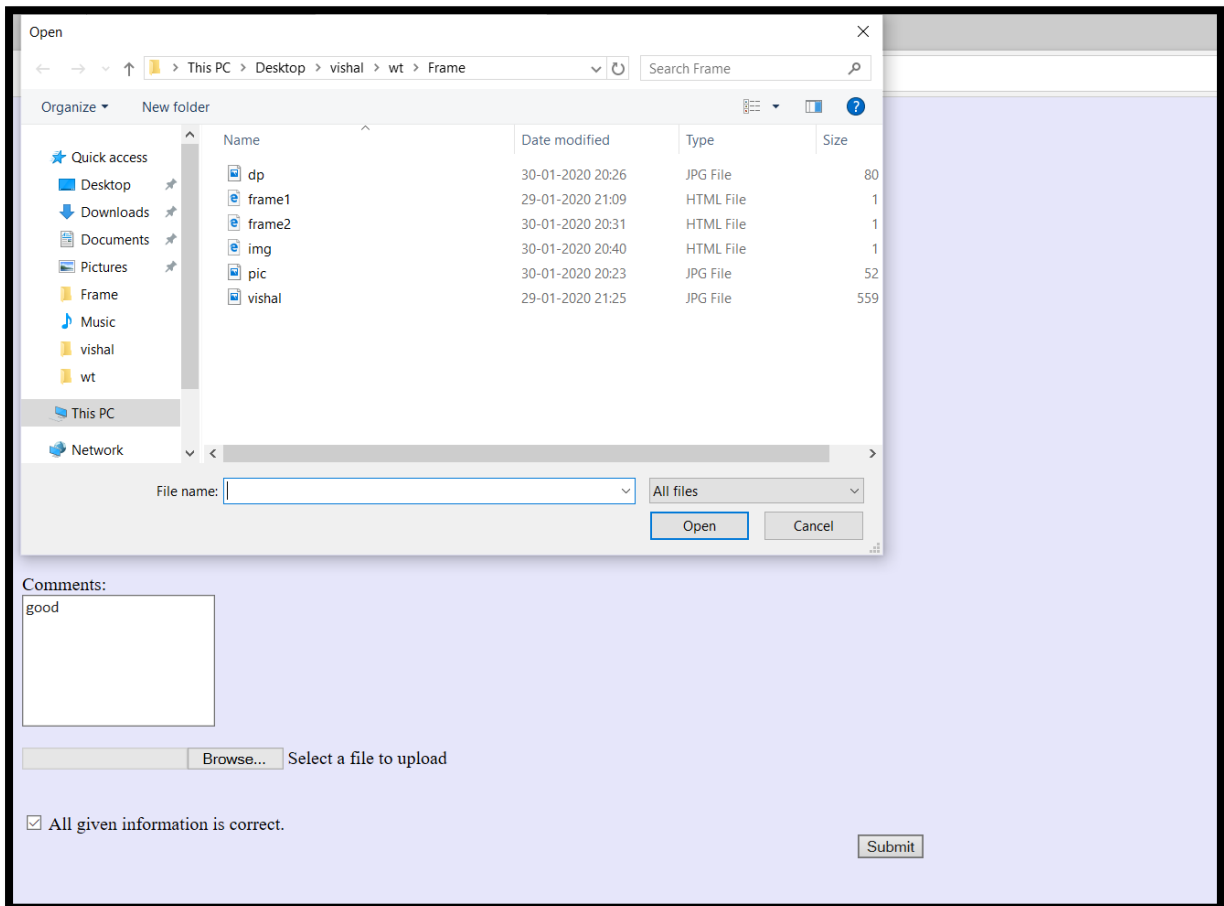 Open
This PC > Desktop > vishal > wt > Frame
Search Frame
Organize
New folder
Quick access
Desktop
Downloads
Documents
Pictures
Frame
Music
vishal
wt
This PC
Network
Name Date modified Type Size
dp 30-01-2020 20:26 JPG File 80
frame1 29-01-2020 21:09 HTML File 1
frame2 30-01-2020 20:31 HTML File 1
img 30-01-2020 20:40 HTML File 1
pic 30-01-2020 20:23 JPG File 52
vishal 29-01-2020 21:25 JPG File 559
File name:
All files
Open Cancel
Comments:
good
Browse... Select a file to upload
All given information is correct.
Submit